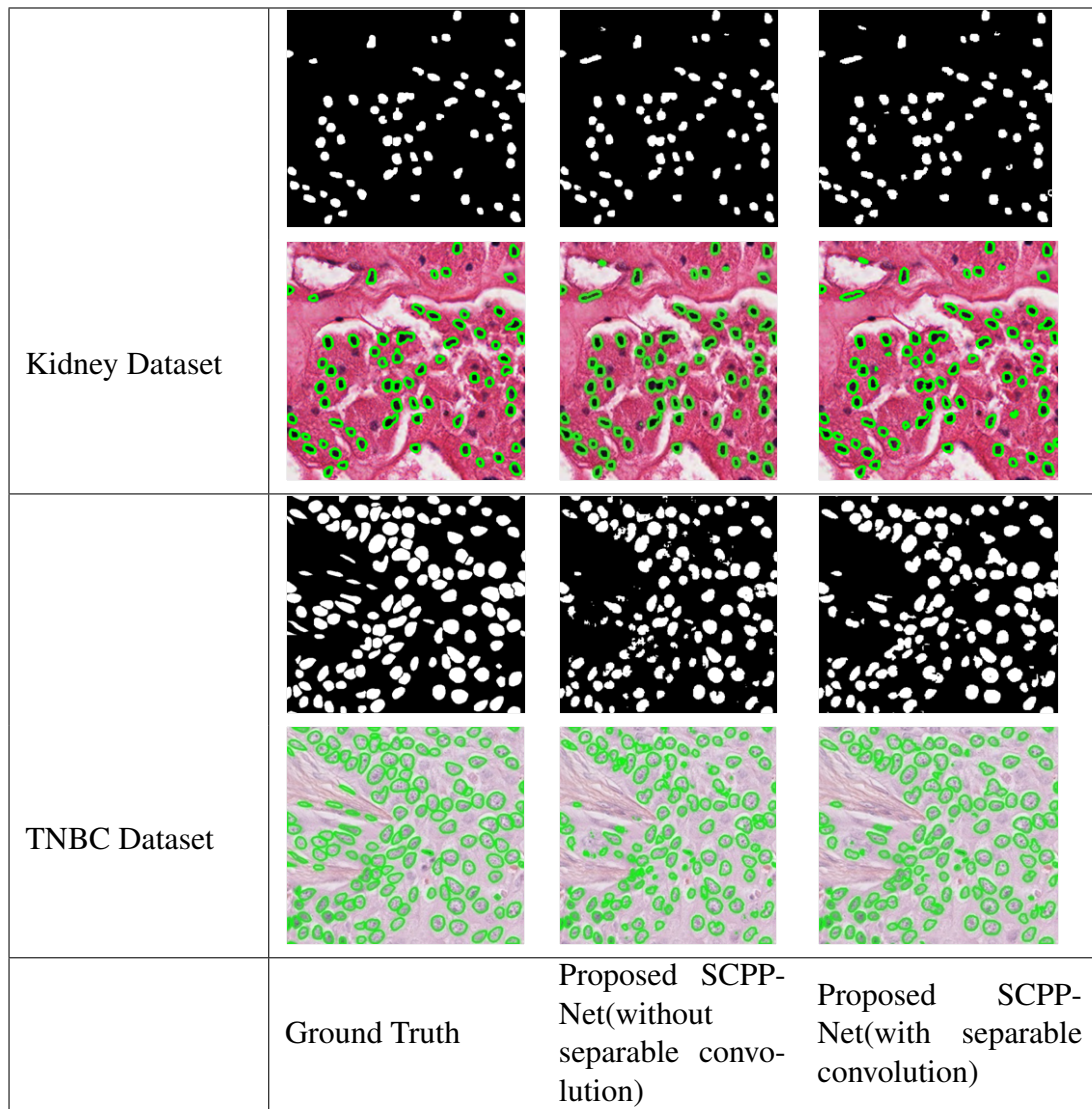 Kidney Dataset
TNBC Dataset
Ground Truth
Proposed SCPP-
Net(without
separable convo-
lution)
Proposed SCPP-
Net(with separable
convolution)